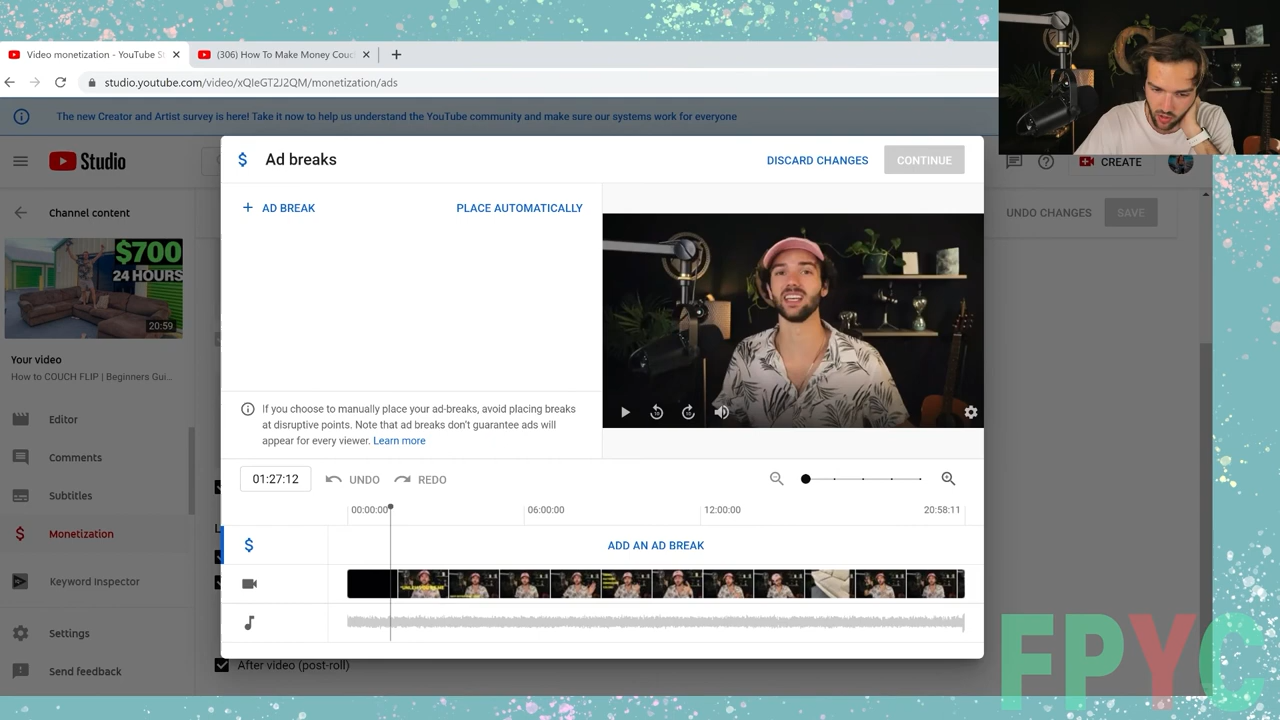 Video monetization - YouTube S
(306) How To Make Money Couc
studio.youtube.com/video/xQIeGT2J2QM/monetization/ads
The new Creator and Artist survey is here! Take it now to help us understand the YouTube community and make sure our systems work for everyone
Studio
CREATE
Ad breaks
DISCARD CHANGES
CONTINUE
Channel content
AD BREAK
PLACE AUTOMATICALLY
UNDO CHANGES
SAVE
$700
24 HOURS
20:59
Your video
How to COUCH FLIP | Beginners Gui...
Editor
Comments
Subtitles
Monetization
Keyword Inspector
Settings
Send feedback
If you choose to manually place your ad-breaks, avoid placing breaks
at disruptive points. Note that ad breaks don't guarantee ads will
appear for every viewer. Learn more
01:27:12
UNDO
REDO
00:00:00
06:00:00
12:00:00
20:58:11
ADD AN AD BREAK
After video (post-roll)
FPYC